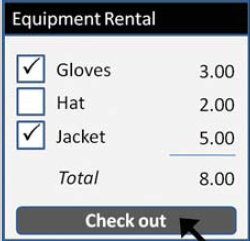 Equipment Rental
Gloves 3.00
Hat 2.00
Jacket 5.00
Total 8.00
Check out